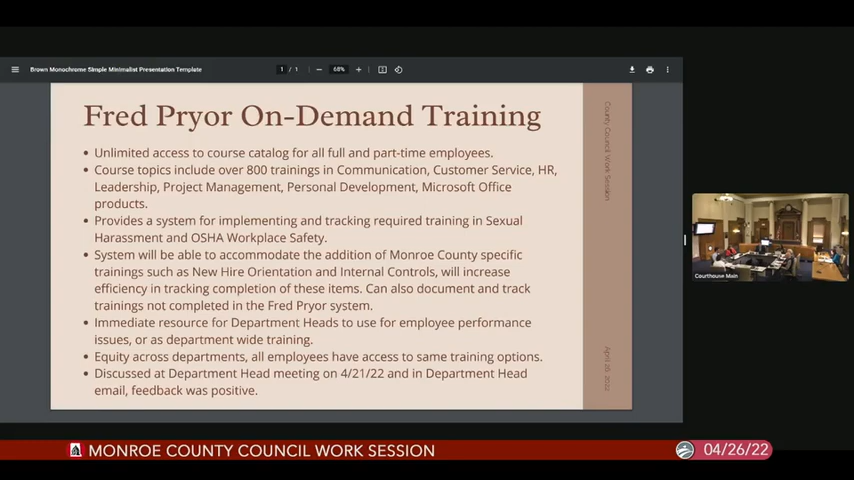 Brown Monochrome Simple Minimalist Presentation Template
1 / 1
68%
Fred Pryor On-Demand Training
• Unlimited access to course catalog for all full and part-time employees.
• Course topics include over 800 trainings in Communication, Customer Service, HR,
Leadership, Project Management, Personal Development, Microsoft Office
products.
• Provides a system for implementing and tracking required training in Sexual
Harassment and OSHA Workplace Safety.
• System will be able to accommodate the addition of Monroe County specific
trainings such as New Hire Orientation and Internal Controls, will increase
efficiency in tracking completion of these items. Can also document and track
trainings not completed in the Fred Pryor system.
• Immediate resource for Department Heads to use for employee performance
issues, or as department wide training.
• Equity across departments, all employees have access to same training options.
• Discussed at Department Head meeting on 4/21/22 and in Department Head
email, feedback was positive.
County Council Work Session
April 26, 2022
Courthouse Main
MONROE COUNTY COUNCIL WORK SESSION
04/26/22